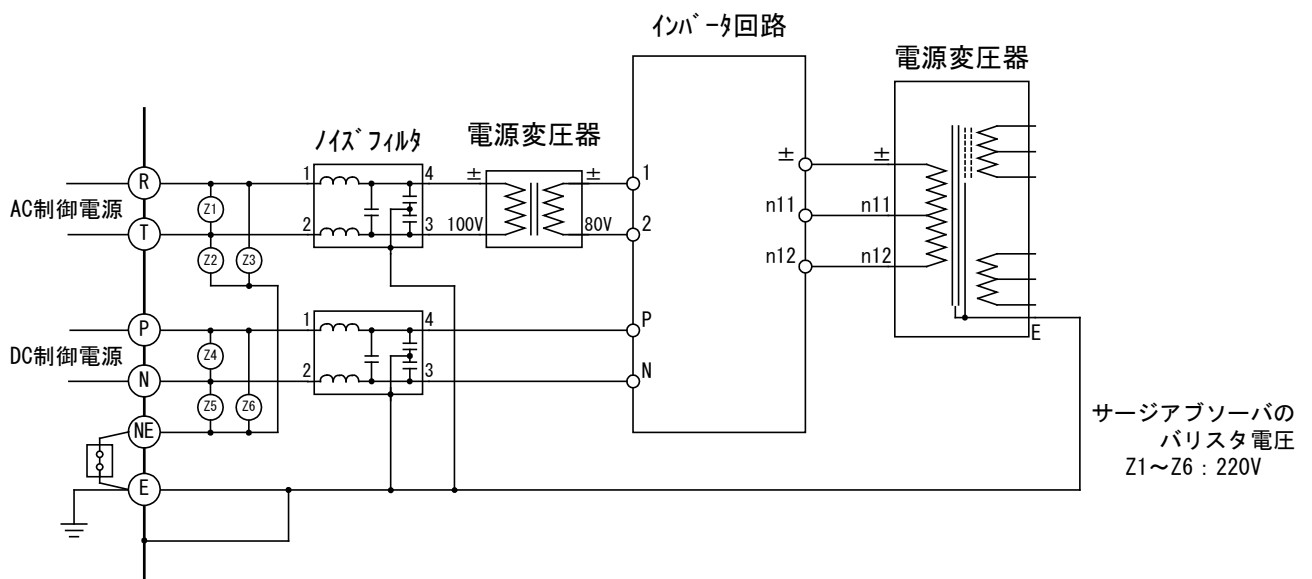 インバータ回路
電源変圧器
ノイズフィルタ
電源変圧器
AC制御電源
R
T
Z1
Z2
Z3
1
2
4
3
±
100V
±
80V
1
2
±
n11
n12
±
n11
n12
E
DC制御電源
P
N
Z4
Z5
Z6
1
2
4
3
P
N
NE
E
サージアブソーバの
バリスタ電圧
Z1～Z6：220V